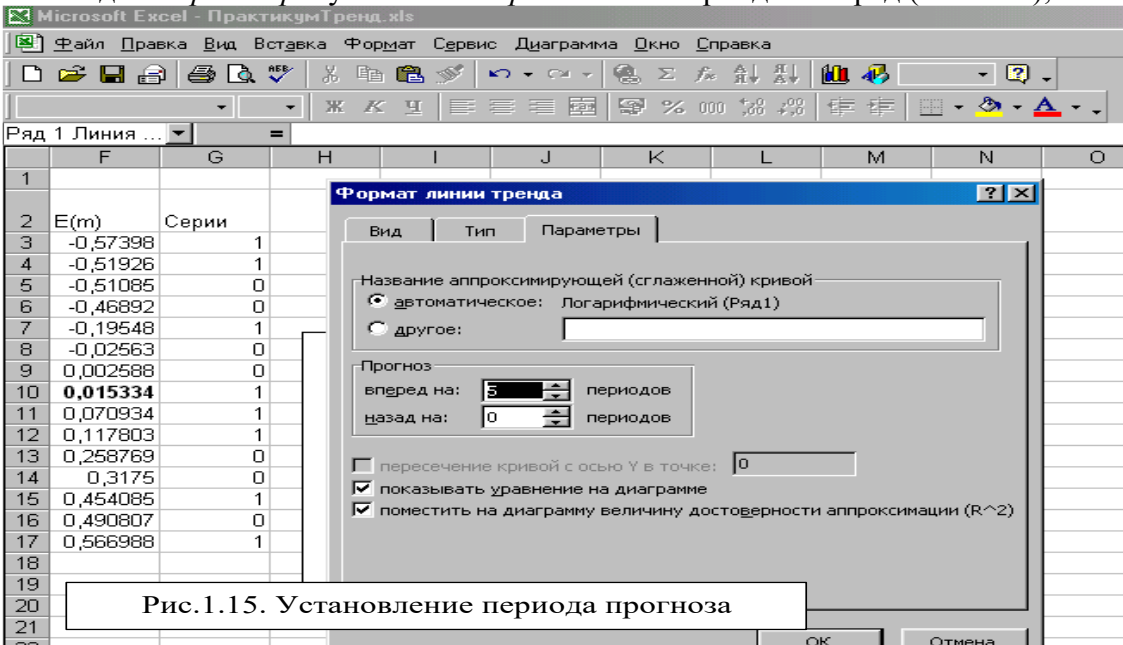 Microsoft Excel - ПрактикумТренд.xls
Файл Правка Вид Вставка Формат Сервис Диаграмма Окно Справка
Ж К Ч % 000
Ряд 1 Линия ... =
F G H I J K L M N O
1
2 E(m) Серии
3 -0,57398 1
4 -0,51926 1
5 -0,51085 0
6 -0,46892 0
7 -0,19548 1
8 -0,02563 0
9 0,002588 0
10 0,015334 1
11 0,070934 1
12 0,117803 1
13 0,258769 0
14 0,3175 0
15 0,454085 1
16 0,490807 0
17 0,566988 1
18
19
20
21
Формат линии тренда
Вид Тип Параметры
Название аппроксимирующей (сглаженной) кривой
автоматическое: Логарифмический (Ряд1)
другое:
Прогноз
вперед на: 5 периодов
назад на: 0 периодов
пересечение кривой с осью Y в точке: 0
показывать уравнение на диаграмме
поместить на диаграмму величину достоверности аппроксимации (R^2)
Рис.1.15. Установление периода прогноза
ОК Отмена